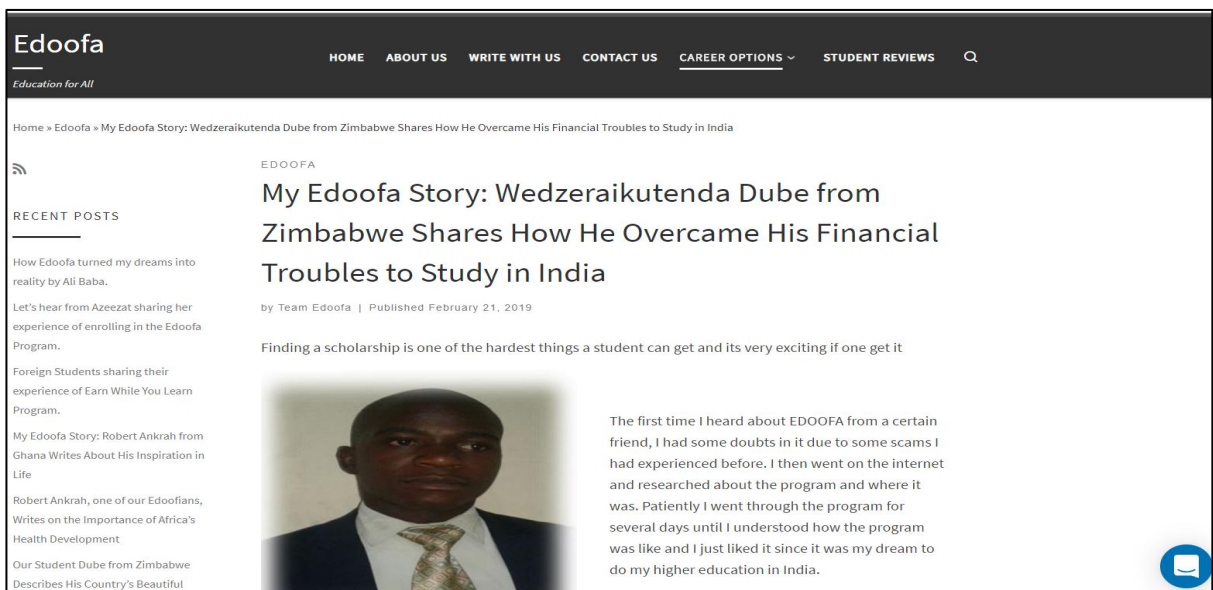 Edoofa
Education for All
HOME ABOUT US WRITE WITH US CONTACT US CAREER OPTIONS STUDENT REVIEWS
Home » Edoofa » My Edoofa Story: Wedzeraikutenda Dube from Zimbabwe Shares How He Overcame His Financial Troubles to Study in India
RECENT POSTS
How Edoofa turned my dreams into
reality by Ali Baba.
Let's hear from Azeezat sharing her
experience of enrolling in the Edoofa
Program.
Foreign Students sharing their
experience of Earn While You Learn
Program.
My Edoofa Story: Robert Ankrah from
Ghana Writes About His Inspiration in
Life
Robert Ankrah, one of our Edoofians,
Writes on the Importance of Africa's
Health Development
Our Student Dube from Zimbabwe
Describes His Country's Beautiful
EDOOFA
My Edoofa Story: Wedzeraikutenda Dube from
Zimbabwe Shares How He Overcame His Financial
Troubles to Study in India
by Team Edoofa | Published February 21, 2019
Finding a scholarship is one of the hardest things a student can get and its very exciting if one get it
The first time I heard about EDOOFA from a certain
friend, I had some doubts in it due to some scams I
had experienced before. I then went on the internet
and researched about the program and where it
was. Patiently I went through the program for
several days until I understood how the program
was like and I just liked it since it was my dream to
do my higher education in India.